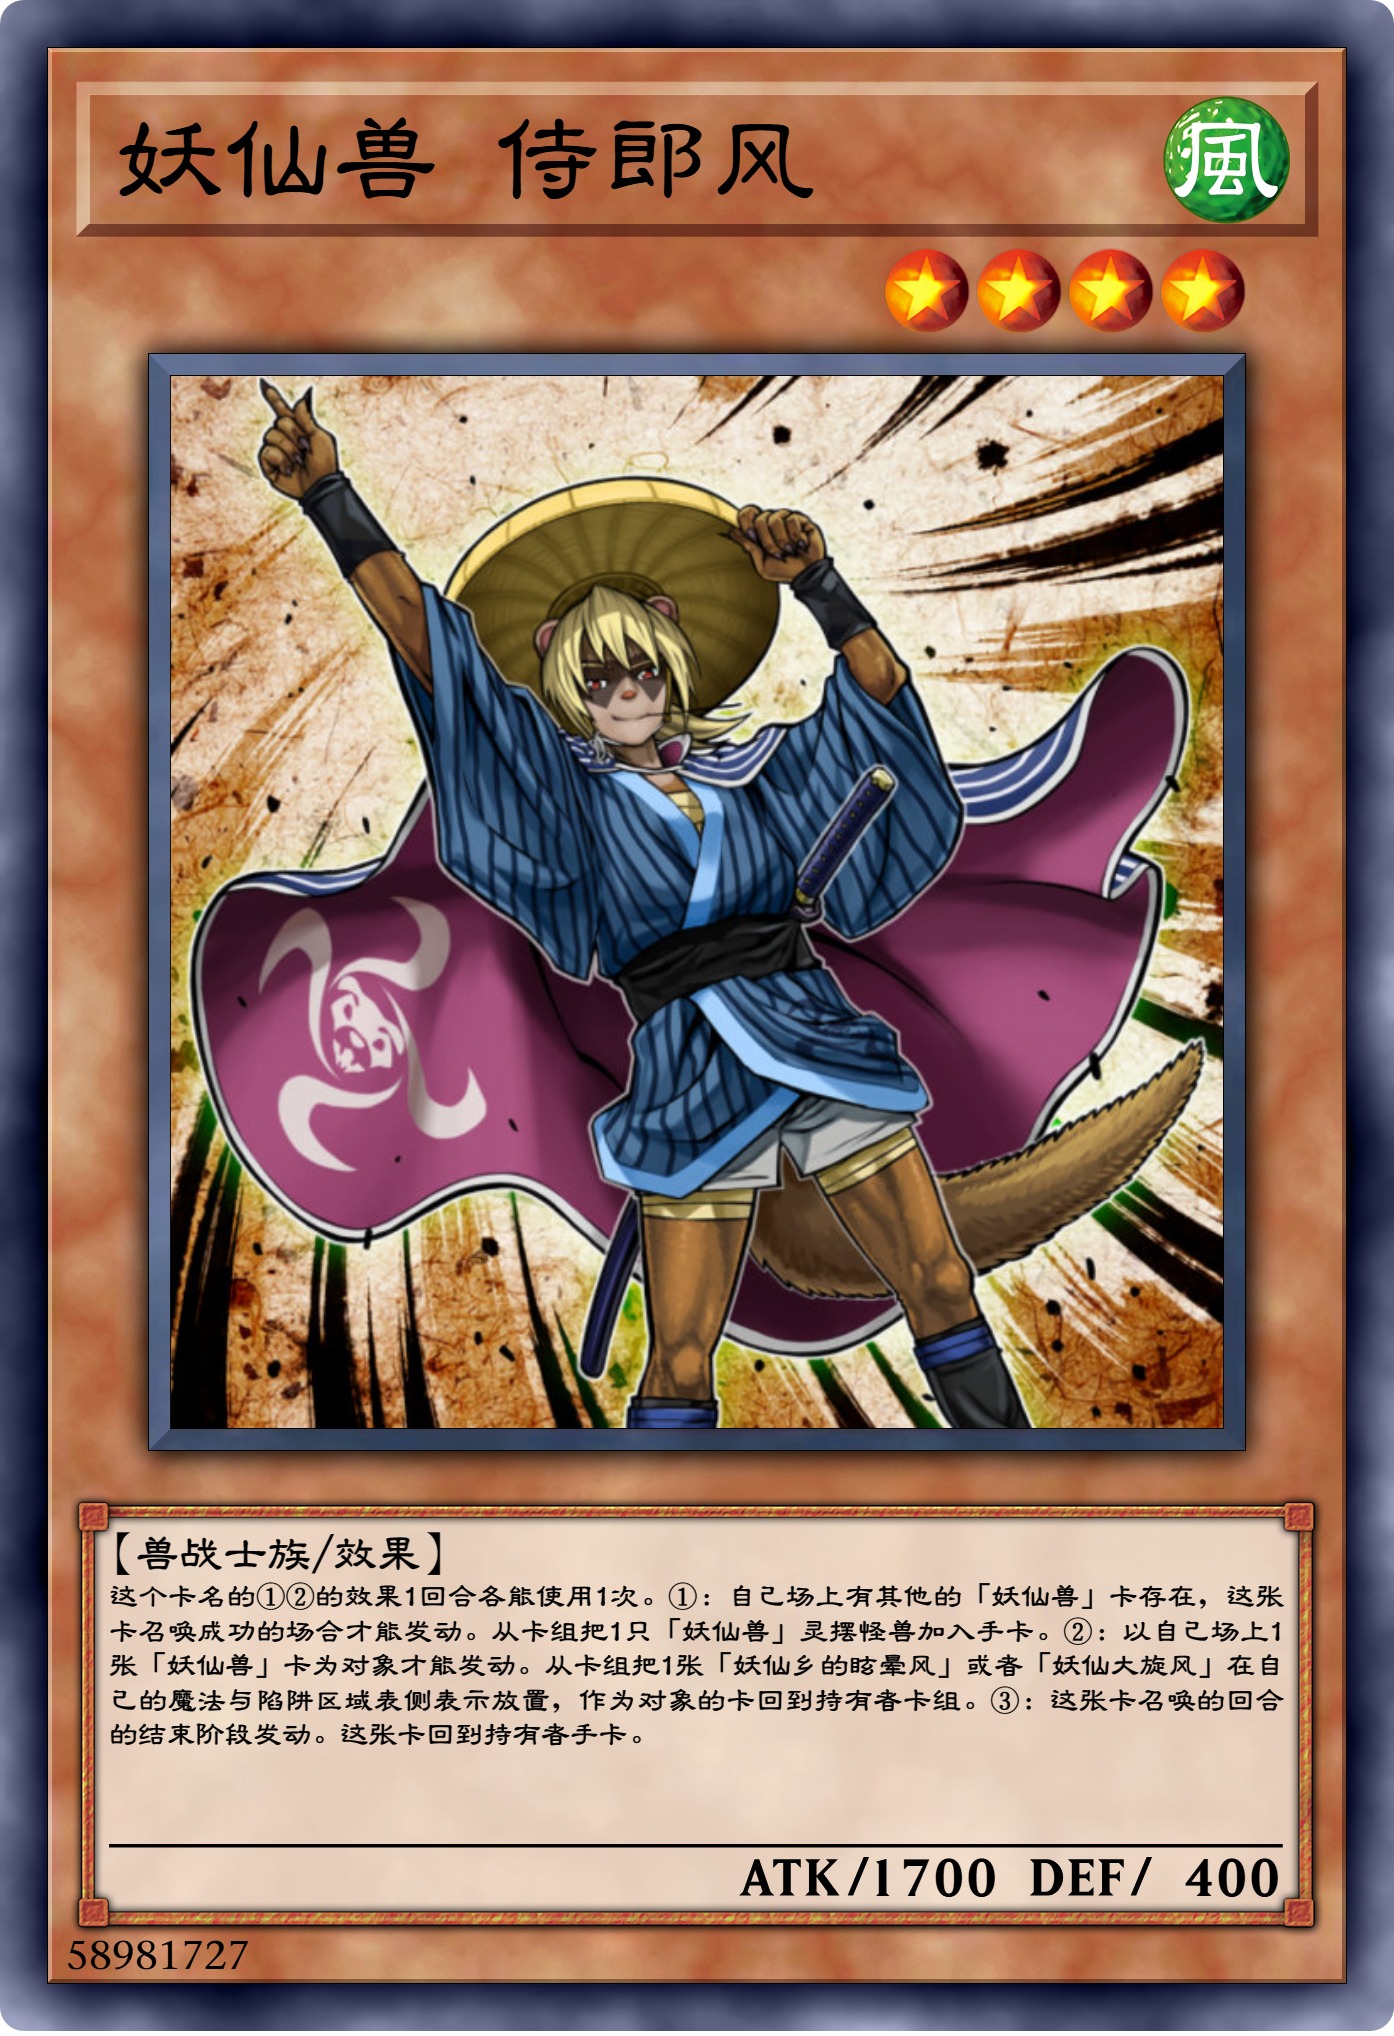 妖仙兽 侍郎风
風
【兽战士族/效果】
这个卡名的①②的效果1回合各能使用1次。①：自己场上有其他的「妖仙兽」卡存在，这张
卡召唤成功的场合才能发动。从卡组把1只「妖仙兽」灵摆怪兽加入手卡。②：以自己场上1
张「妖仙兽」卡为对象才能发动。从卡组把1张「妖仙乡的眩晕风」或者「妖仙大旋风」在自
己的魔法与陷阱区域表侧表示放置，作为对象的卡回到持有者卡组。③：这张卡召唤的回合
的结束阶段发动。这张卡回到持有者手卡。
ATK/1700 DEF/ 400
58981727